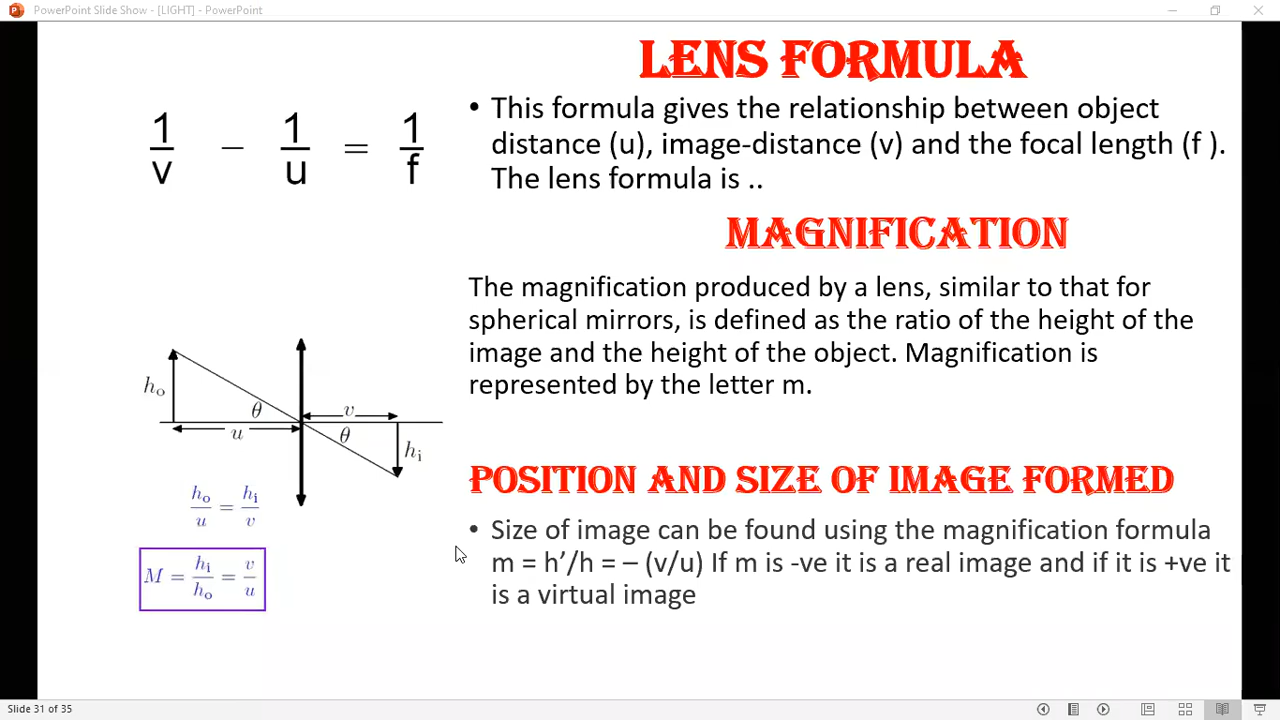 PowerPoint Slide Show - [LIGHT] - PowerPoint
LENS FORMULA
1/v − 1/u = 1/f
• This formula gives the relationship between object
distance (u), image-distance (v) and the focal length (f ).
The lens formula is ..
MAGNIFICATION
The magnification produced by a lens, similar to that for
spherical mirrors, is defined as the ratio of the height of the
image and the height of the object. Magnification is
represented by the letter m.
hₒ
θ
v
u
θ
hᵢ
hₒ/u = hᵢ/v
M = hᵢ/hₒ = v/u
POSITION AND SIZE OF IMAGE FORMED
• Size of image can be found using the magnification formula
m = h’/h = – (v/u) If m is -ve it is a real image and if it is +ve it
is a virtual image
Slide 31 of 35